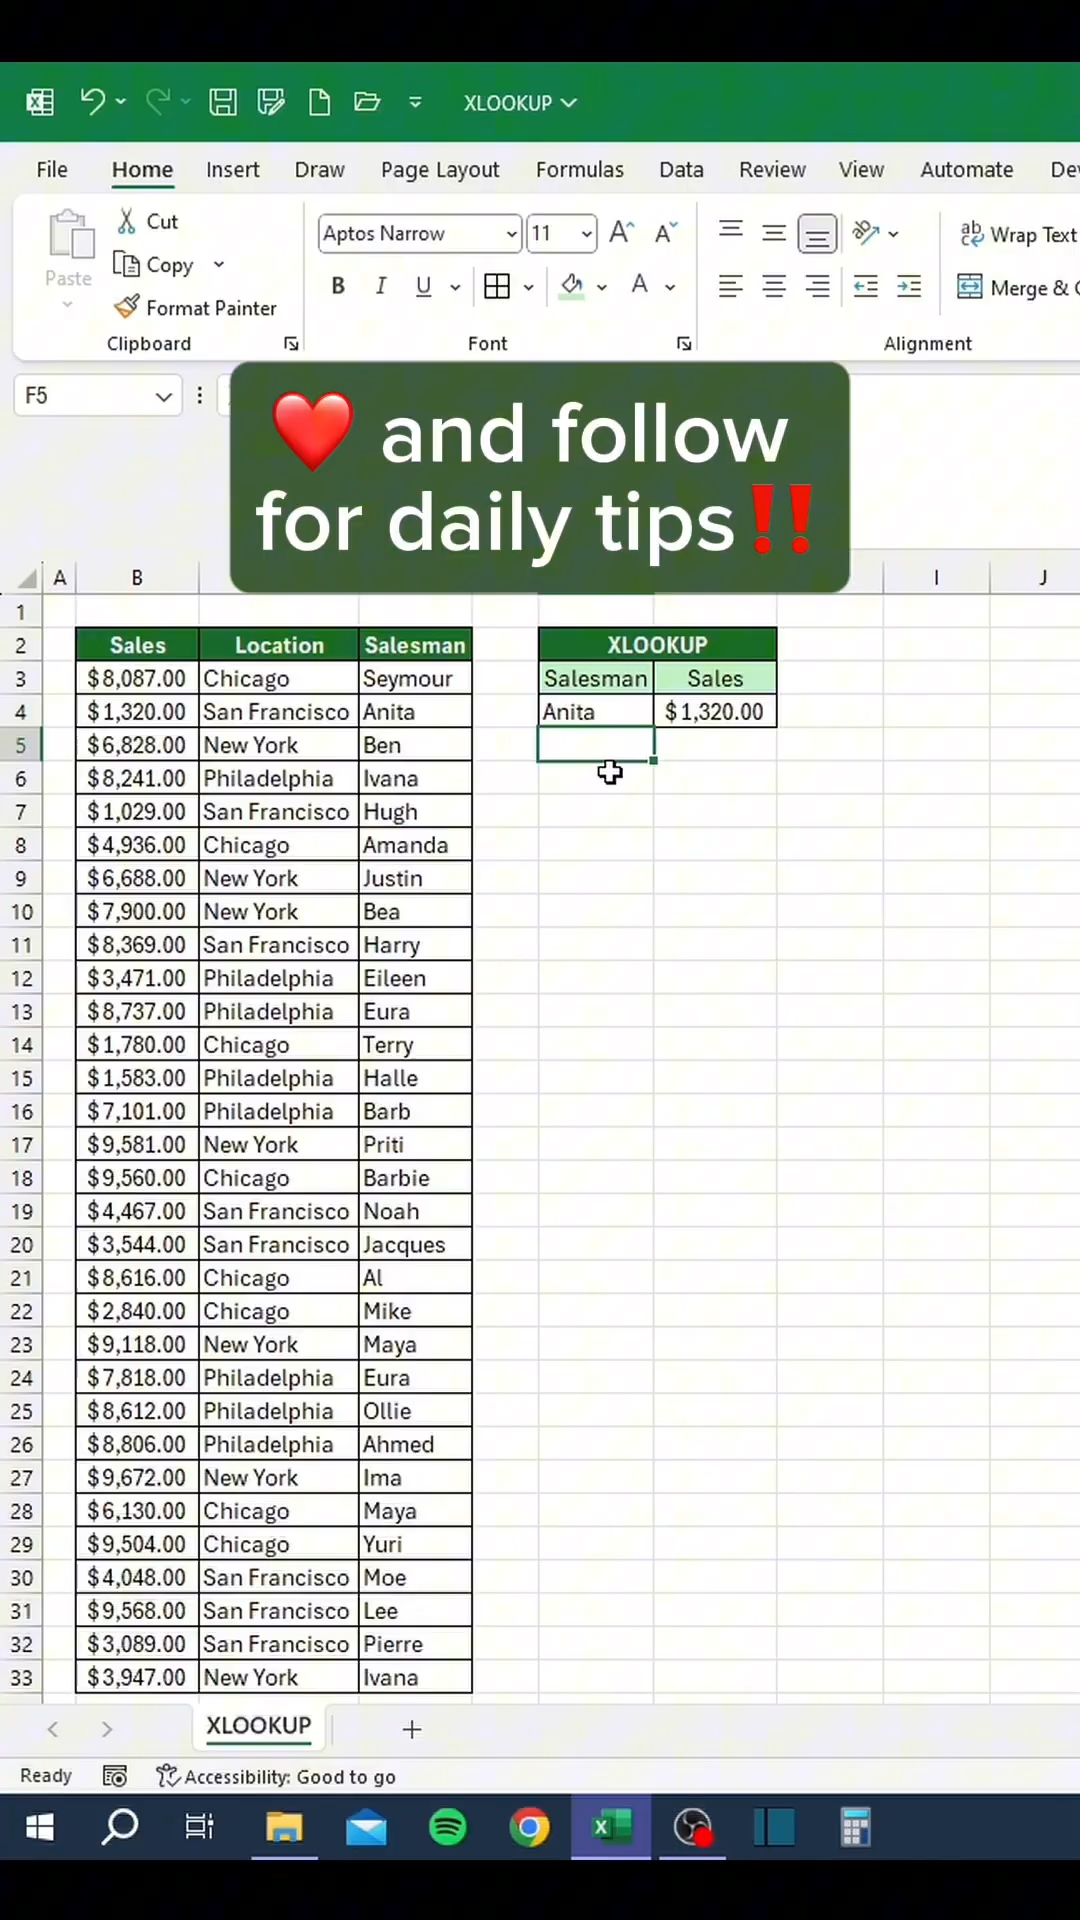 XLOOKUP
File Home Insert Draw Page Layout Formulas Data Review View Automate De
Paste
Cut
Copy
Format Painter
Clipboard
Aptos Narrow 11
B I U A
Font
ab Wrap Text
Merge & C
Alignment
F5
❤️ and follow
for daily tips‼️
A B I J
1
2 Sales Location Salesman XLOOKUP
3 $8,087.00 Chicago Seymour Salesman Sales
4 $1,320.00 San Francisco Anita Anita $1,320.00
5 $6,828.00 New York Ben
6 $8,241.00 Philadelphia Ivana
7 $1,029.00 San Francisco Hugh
8 $4,936.00 Chicago Amanda
9 $6,688.00 New York Justin
10 $7,900.00 New York Bea
11 $8,369.00 San Francisco Harry
12 $3,471.00 Philadelphia Eileen
13 $8,737.00 Philadelphia Eura
14 $1,780.00 Chicago Terry
15 $1,583.00 Philadelphia Halle
16 $7,101.00 Philadelphia Barb
17 $9,581.00 New York Priti
18 $9,560.00 Chicago Barbie
19 $4,467.00 San Francisco Noah
20 $3,544.00 San Francisco Jacques
21 $8,616.00 Chicago Al
22 $2,840.00 Chicago Mike
23 $9,118.00 New York Maya
24 $7,818.00 Philadelphia Eura
25 $8,612.00 Philadelphia Ollie
26 $8,806.00 Philadelphia Ahmed
27 $9,672.00 New York Ima
28 $6,130.00 Chicago Maya
29 $9,504.00 Chicago Yuri
30 $4,048.00 San Francisco Moe
31 $9,568.00 San Francisco Lee
32 $3,089.00 San Francisco Pierre
33 $3,947.00 New York Ivana
XLOOKUP
Ready Accessibility: Good to go